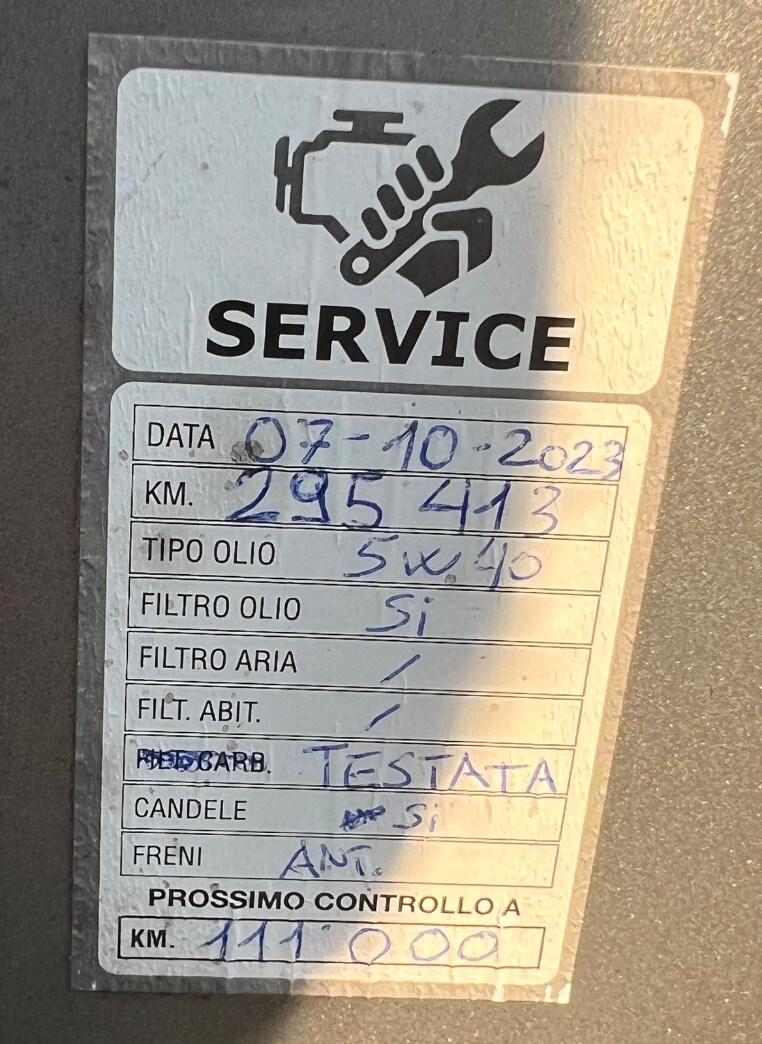 SERVICE
DATA 07-10-2023
KM. 295 413
TIPO OLIO 5W40
FILTRO OLIO Si
FILTRO ARIA /
FILT. ABIT. /
FILT. CARB. TESTATA
CANDELE Si
FRENI ANT.
PROSSIMO CONTROLLO A
KM. 111'000